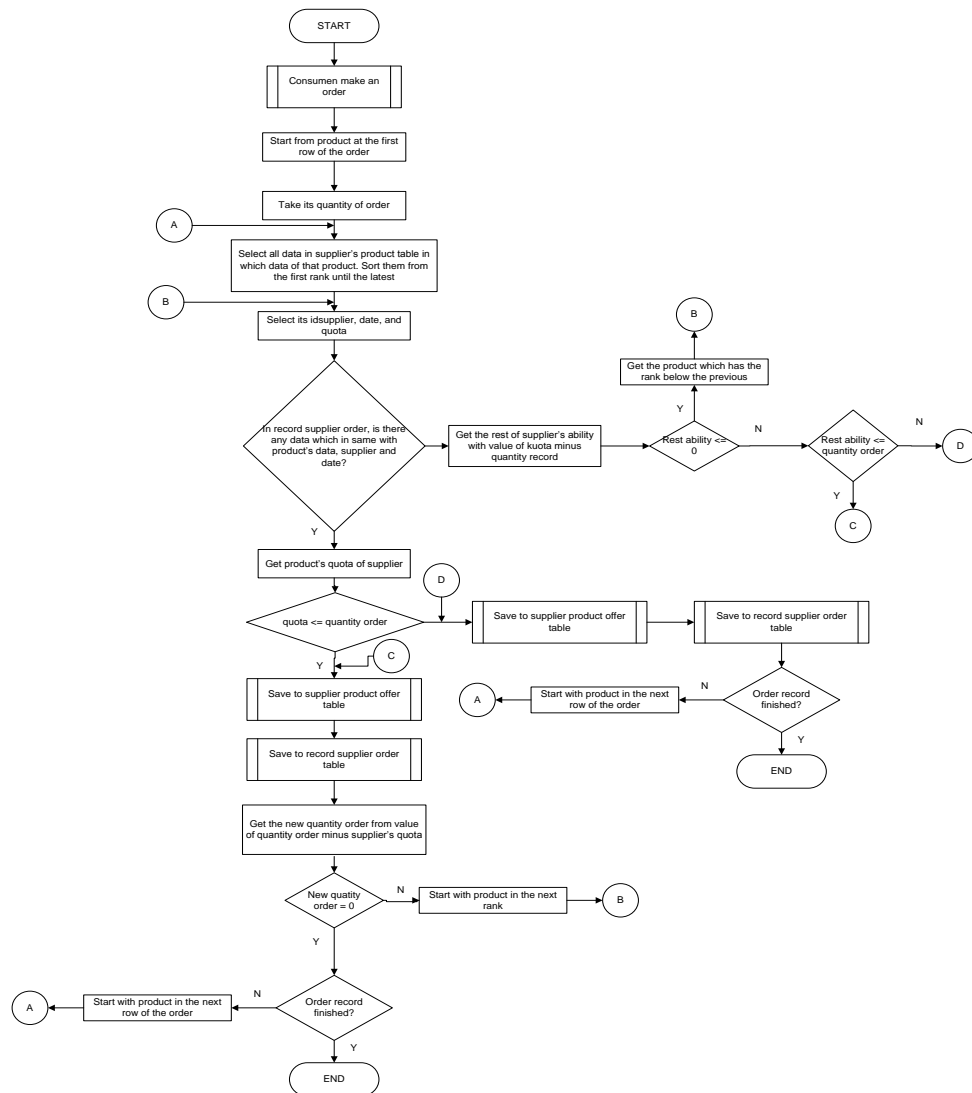 START
Consumen make an
order
Start from product at the first
row of the order
Take its quantity of order
A
Select all data in supplier's product table in
which data of that product. Sort them from
the first rank until the latest
B
Select its idsupplier, date, and
quota
In record supplier order, is there
any data which in same with
product's data, supplier and
date?
Get the rest of supplier's ability
with value of kuota minus
quantity record
Rest ability <=
0
Y
Get the product which has the
rank below the previous
B
N
Rest ability <=
quantity order
N
D
Y
C
Y
Get product's quota of supplier
quota <= quantity order
D
Save to supplier product offer
table
Save to record supplier order
table
Order record
finished?
N
Start with product in the next
row of the order
A
Y
END
Y
C
Save to supplier product offer
table
Save to record supplier order
table
Get the new quantity order from value
of quantity order minus supplier's quota
New quatity
order = 0
N
Start with product in the next
rank
B
Y
Order record
finished?
N
Start with product in the next
row of the order
A
Y
END